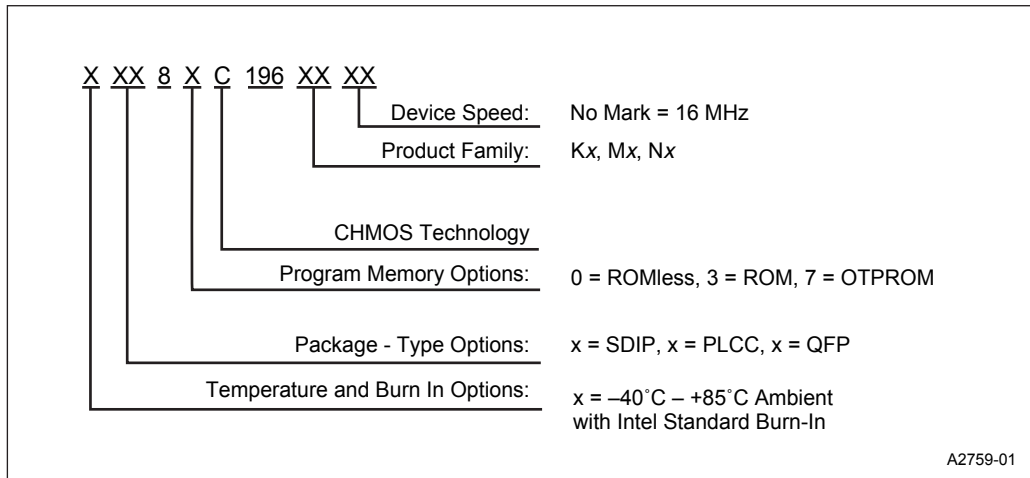 X XX 8 X C 196 XX XX
Device Speed: No Mark = 16 MHz
Product Family: Kx, Mx, Nx
CHMOS Technology
Program Memory Options: 0 = ROMless, 3 = ROM, 7 = OTPROM
Package - Type Options: x = SDIP, x = PLCC, x = QFP
Temperature and Burn In Options: x = –40˚C – +85˚C Ambient
with Intel Standard Burn-In
A2759-01